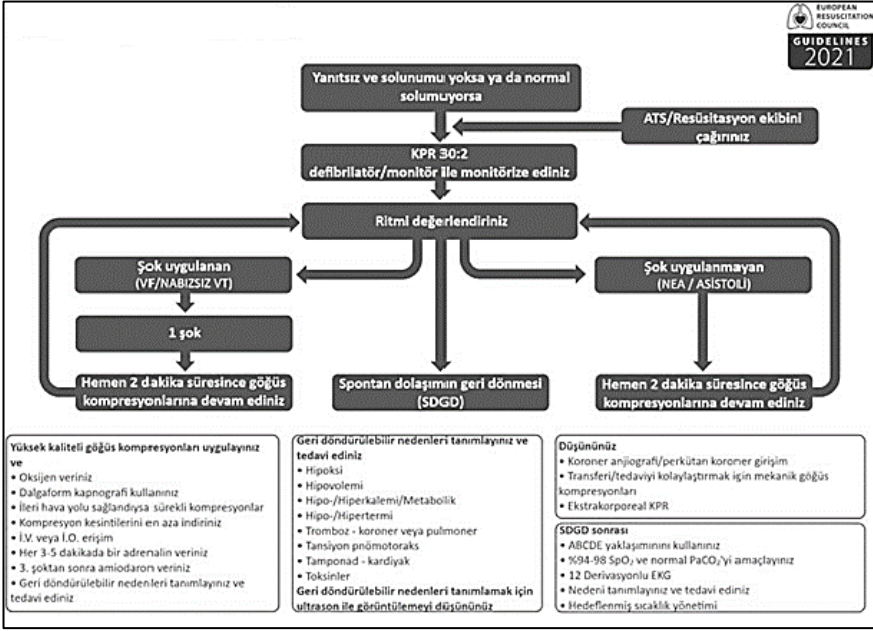 EUROPEAN
RESUSCITATION
COUNCIL
GUIDELINES
2021
Yanıtsız ve solunumu yoksa ya da normal
solumuyorsa
ATS/Resüsitasyon ekibini
çağırınız
KPR 30:2
defibrilatör/monitör ile monitörize ediniz
Ritmi değerlendiriniz
Şok uygulanan
(VF/NABIZSIZ VT)
Şok uygulanmayan
(NEA / ASİSTOLİ)
1 şok
Hemen 2 dakika süresince göğüs
kompresyonlarına devam ediniz
Spontan dolaşımın geri dönmesi
(SDGD)
Hemen 2 dakika süresince göğüs
kompresyonlarına devam ediniz
Yüksek kaliteli göğüs kompresyonları uygulayınız
ve
• Oksijen veriniz
• Dalgaform kapnografi kullanınız
• İleri hava yolu sağlandıysa sürekli kompresyonlar
• Kompresyon kesintilerini en aza indiriniz
• İ.V. veya İ.O. erişim
• Her 3-5 dakikada bir adrenalin veriniz
• 3. şoktan sonra amiodaron veriniz
• Geri döndürülebilir nedenleri tanımlayınız ve
tedavi ediniz
Geri döndürülebilir nedenleri tanımlayınız ve
tedavi ediniz
• Hipoksi
• Hipovolemi
• Hipo-/Hiperkalemi/Metabolik
• Hipo-/Hipertermi
• Tromboz - koroner veya pulmoner
• Tansiyon pnömotoraks
• Tamponad - kardiyak
• Toksinler
Geri döndürülebilir nedenleri tanımlamak için
ultrason ile görüntülemeyi düşününüz
Düşününüz
• Koroner anjiografi/perkütan koroner girişim
• Transferi/tedaviyi kolaylaştırmak için mekanik göğüs
kompresyonları
• Ekstrakorporeal KPR
SDGD sonrası
• ABCDE yaklaşımınını kullanınız
• %94-98 SpO₂ ve normal PaCO₂'yi amaçlayınız
• 12 Derivasyonlu EKG
• Nedeni tanımlayınız ve tedavi ediniz
• Hedeflenmiş sıcaklık yönetimi